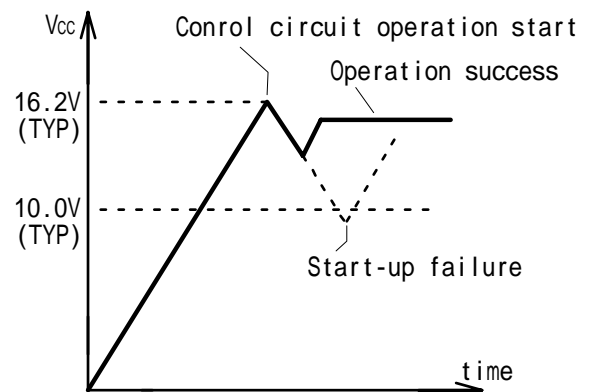 Vcc
Conrol circuit operation start
Operation success
16.2V
(TYP)
10.0V
(TYP)
Start-up failure
time